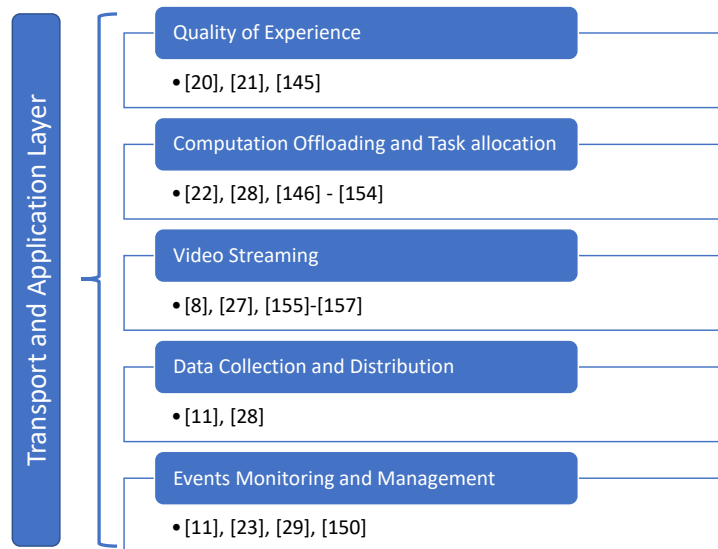 Transport and Application Layer
Quality of Experience
• [20], [21], [145]
Computation Offloading and Task allocation
• [22], [28], [146] - [154]
Video Streaming
• [8], [27], [155]-[157]
Data Collection and Distribution
• [11], [28]
Events Monitoring and Management
• [11], [23], [29], [150]